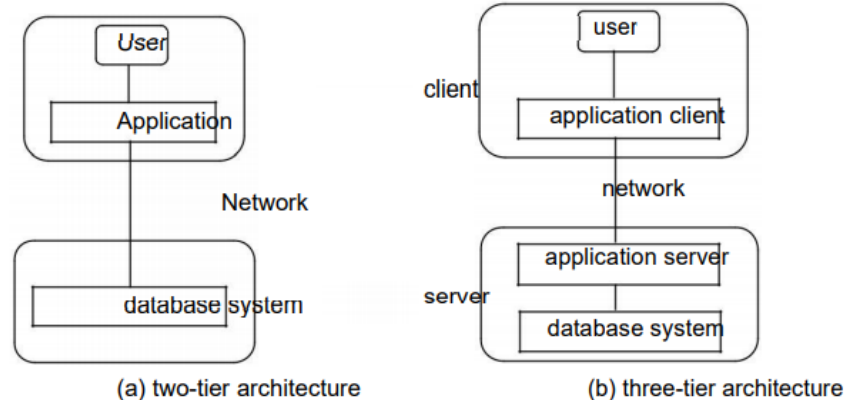 User
Application
Network
database system
(a) two-tier architecture
user
client
application client
network
application server
server
database system
(b) three-tier architecture